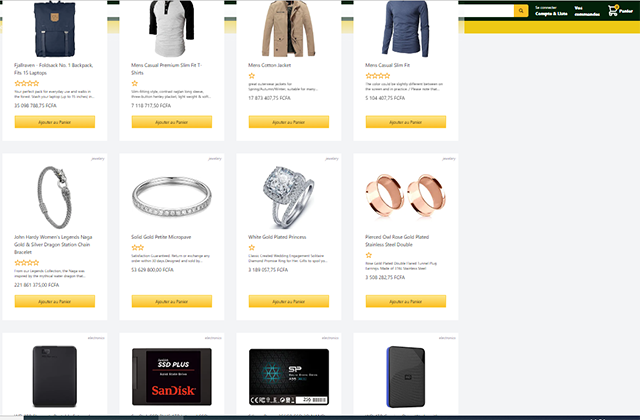 Se connecter
Compte & Liste
Vos
commandes
0
Panier
Fjallraven - Foldsack No. 1 Backpack,
Fits 15 Laptops
Your perfect pack for everyday use and walks in
the forest. Stash your laptop (up to 15 inches) in...
35 098 788,75 FCFA
Ajouter au Panier
Mens Casual Premium Slim Fit T-
Shirts
Slim-fitting style, contrast raglan long sleeve,
three-button henley placket, light weight & soft...
7 118 717,50 FCFA
Ajouter au Panier
Mens Cotton Jacket
great outerwear jackets for
Spring/Autumn/Winter, suitable for many...
17 873 407,75 FCFA
Ajouter au Panier
Mens Casual Slim Fit
The color could be slightly different between on
the screen and in practice. / Please note that...
5 104 407,75 FCFA
Ajouter au Panier
jewelery
John Hardy Women's Legends Naga
Gold & Silver Dragon Station Chain
Bracelet
From our Legends Collection, the Naga was
inspired by the mythical water dragon that...
221 861 375,00 FCFA
Ajouter au Panier
jewelery
Solid Gold Petite Micropave
Satisfaction Guaranteed. Return or exchange any
order within 30 days.Designed and sold by...
53 629 800,00 FCFA
Ajouter au Panier
jewelery
White Gold Plated Princess
Classic Created Wedding Engagement Solitaire
Diamond Promise Ring for Her. Gifts to spoil your...
3 189 057,75 FCFA
Ajouter au Panier
jewelery
Pierced Owl Rose Gold Plated
Stainless Steel Double
Rose Gold Plated Double Flared Tunnel Plug
Earrings. Made of 316L Stainless Steel
3 508 282,75 FCFA
Ajouter au Panier
electronics
electronics
SanDisk
SSD PLUS
SanDisk
electronics
SP
Silicon Power
A55
256
electronics
WD